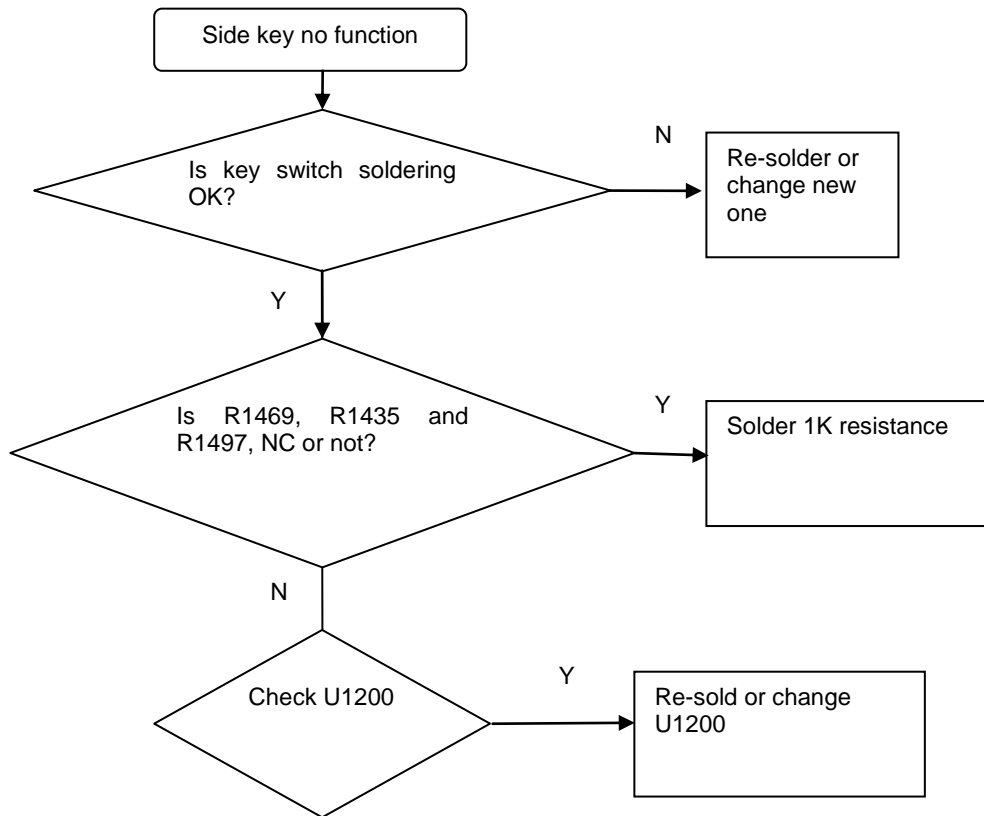 Side key no function
Is key switch soldering
OK?
N
Re-solder or
change new
one
Y
Is R1469, R1435 and
R1497, NC or not?
Y
Solder 1K resistance
N
Check U1200
Y
Re-sold or change
U1200